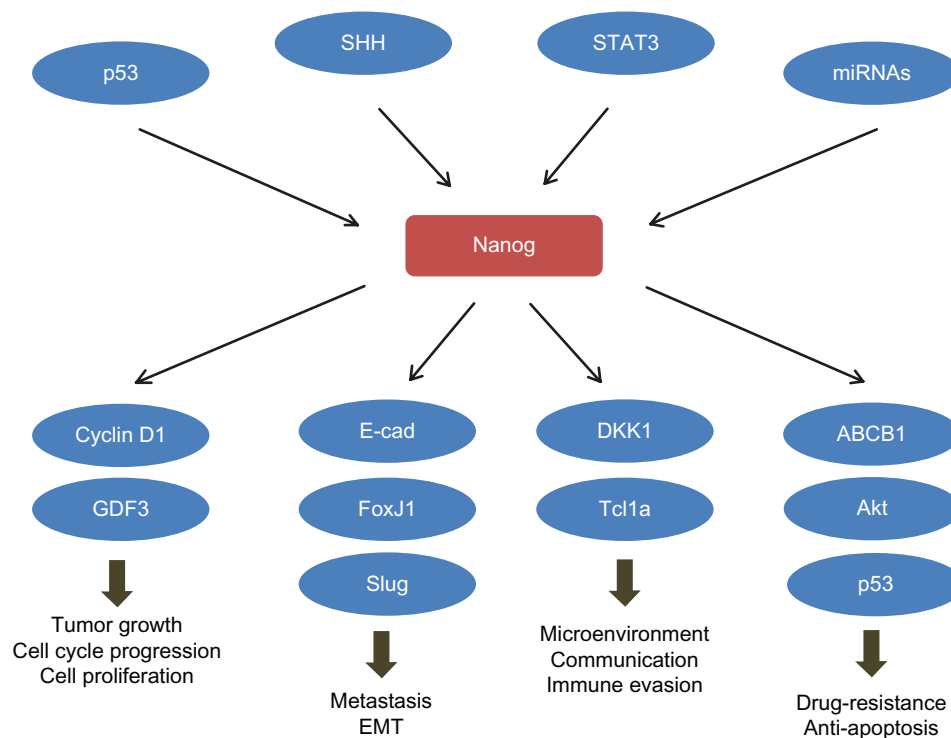 p53
SHH
STAT3
miRNAs
Nanog
Cyclin D1
GDF3
Tumor growth
Cell cycle progression
Cell proliferation
E-cad
FoxJ1
Slug
Metastasis
EMT
DKK1
Tcl1a
Microenvironment
Communication
Immune evasion
ABCB1
Akt
p53
Drug-resistance
Anti-apoptosis